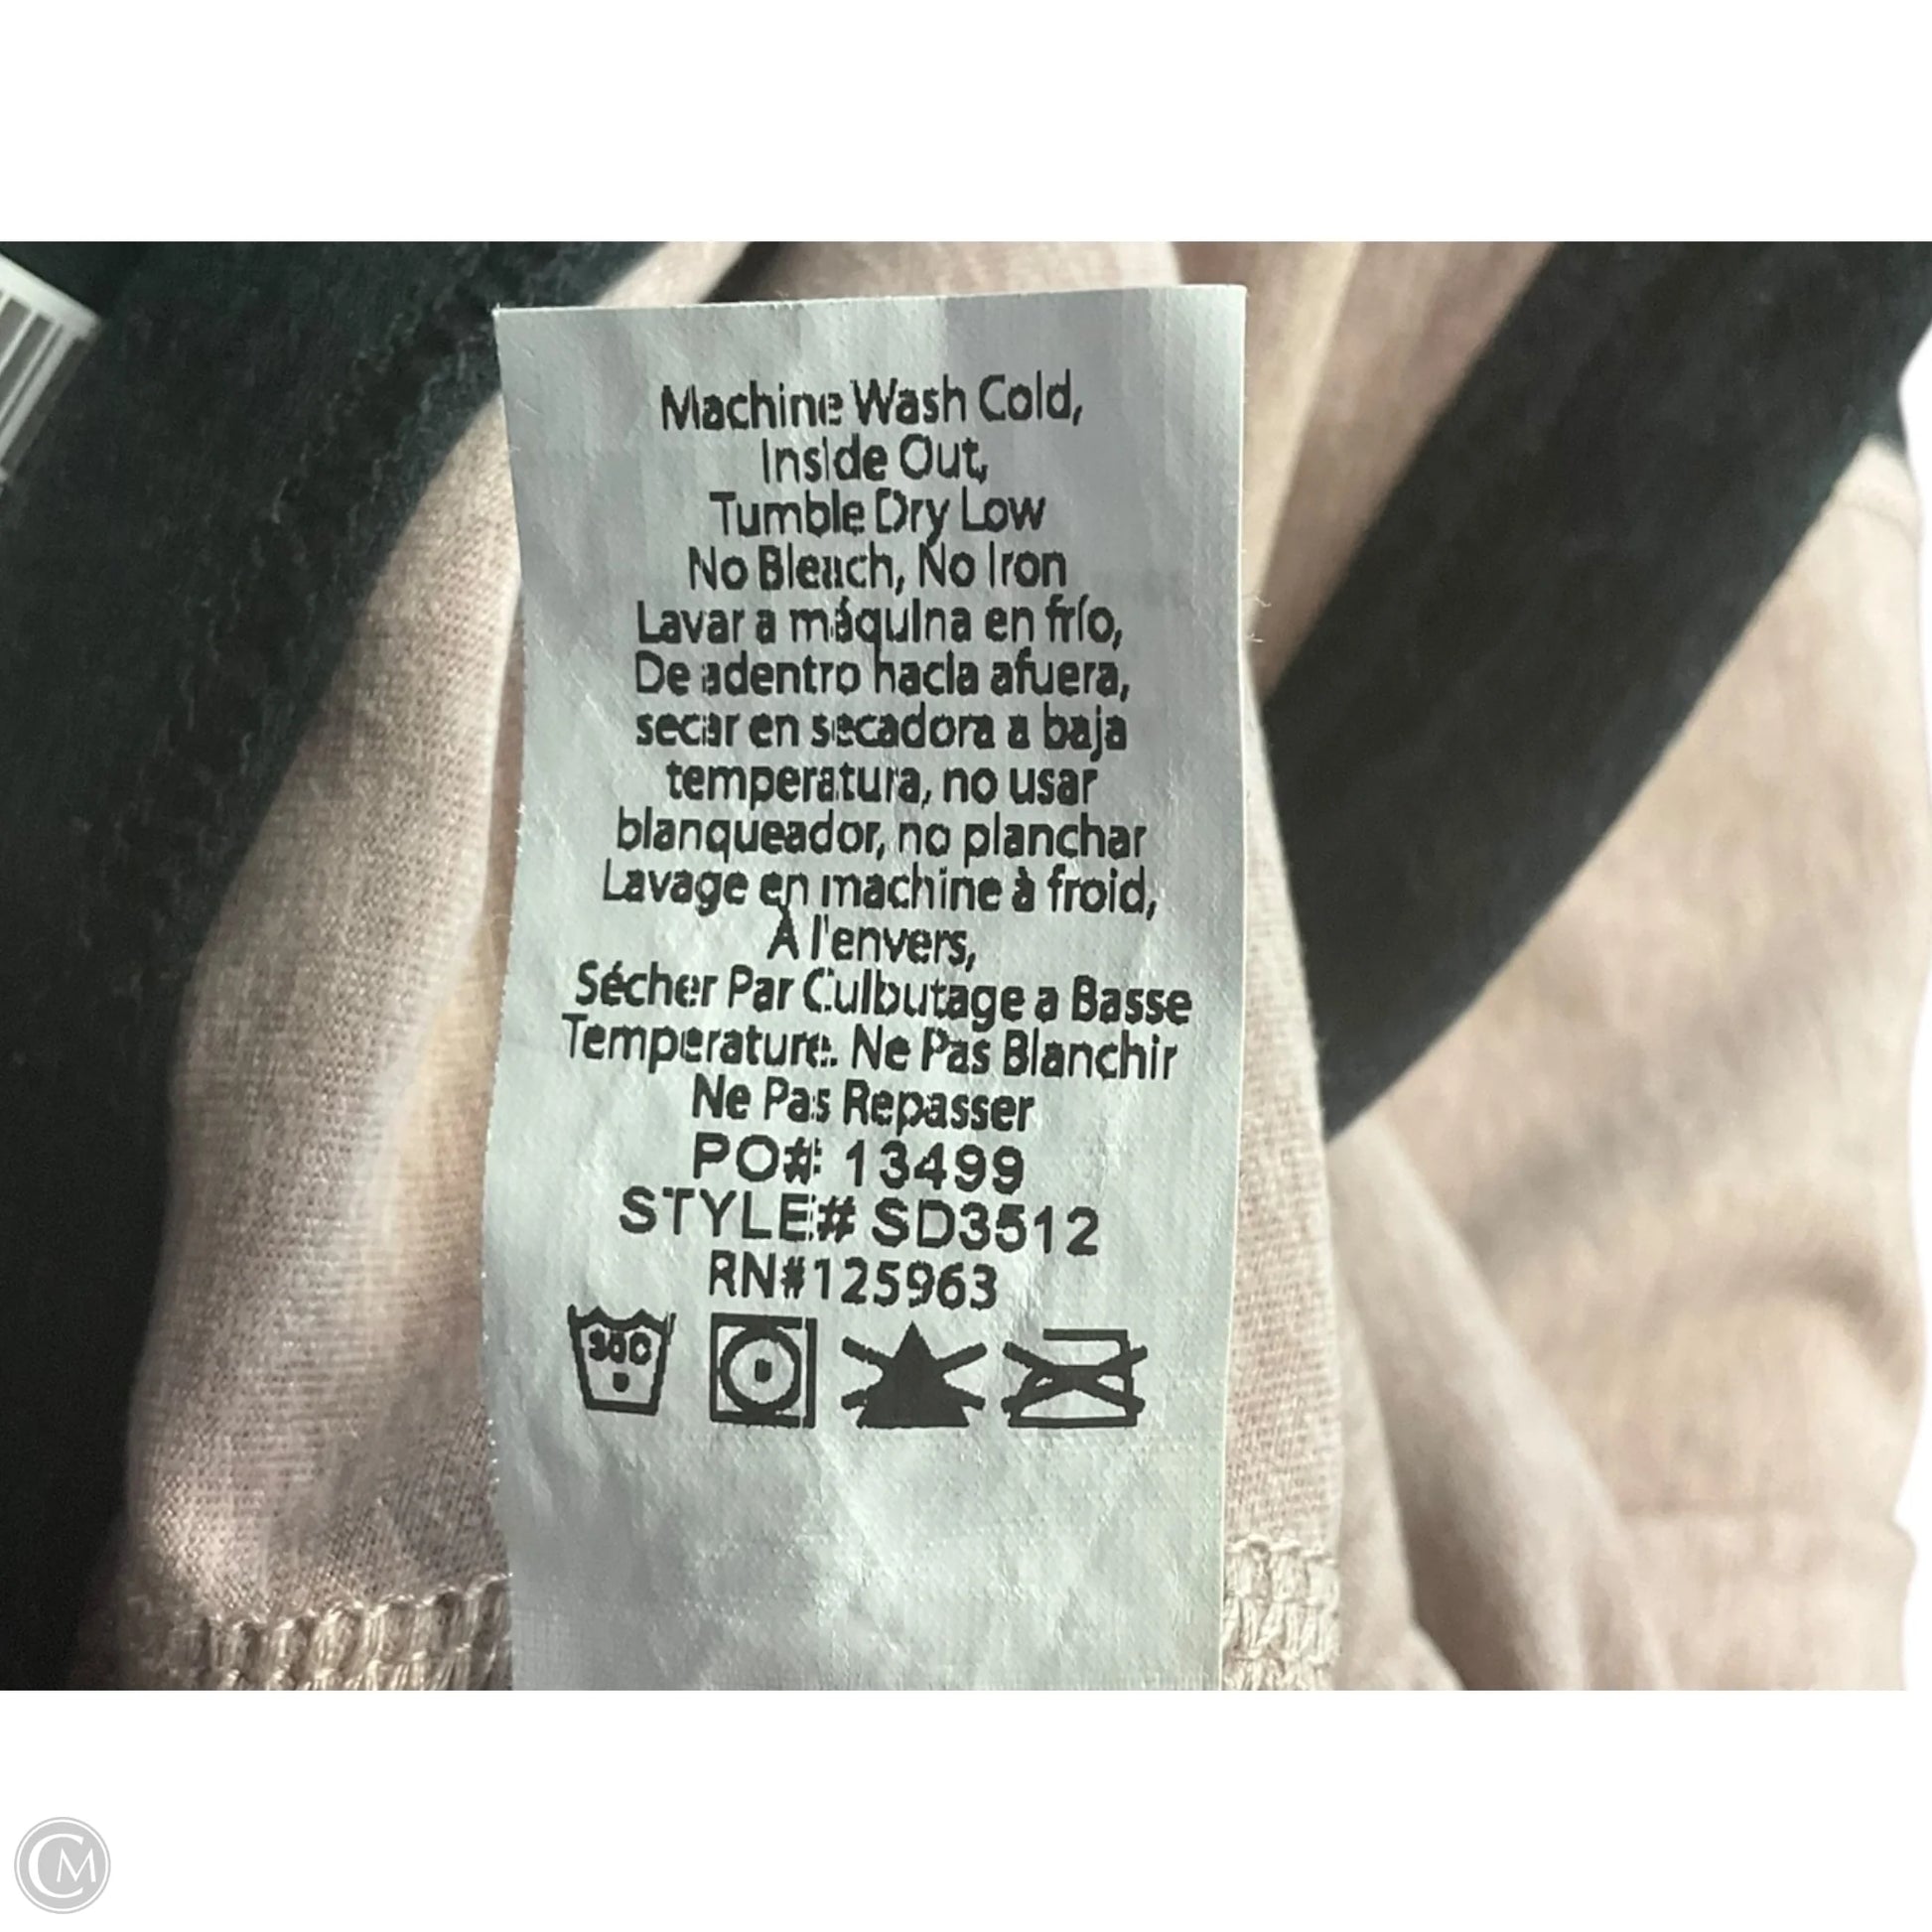 Machine Wash Cold,
Inside Out,
Tumble Dry Low
No Bleach, No Iron
Lavar a máquina en frío,
De adentro hacia afuera,
secar en secadora a baja
temperatura, no usar
blanqueador, no planchar
Lavage en machine à froid,
À l'envers,
Sécher Par Culbutage a Basse
Temperature. Ne Pas Blanchir
Ne Pas Repasser
PO# 13499
STYLE# SD3512
RN#125963
30C
CM